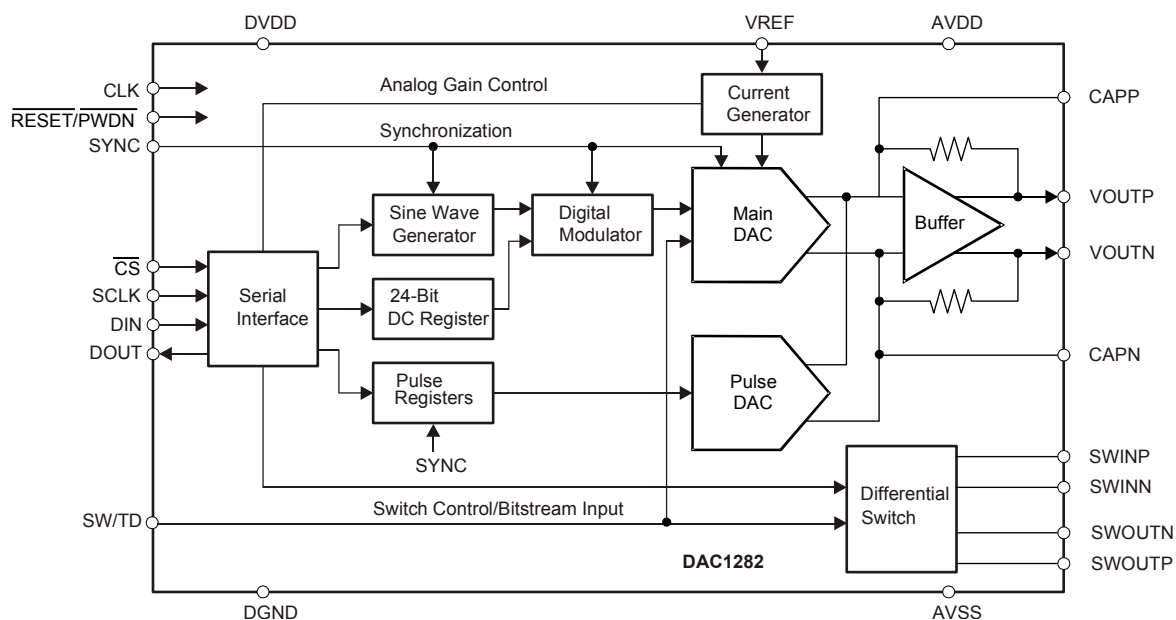 DVDD
VREF
AVDD
CLK
Analog Gain Control
Current
Generator
CAPP
RESET/PWDN
SYNC
Synchronization
Sine Wave
Generator
Digital
Modulator
Main
DAC
Buffer
VOUTP
VOUTN
CS
SCLK
DIN
DOUT
Serial
Interface
24-Bit
DC Register
CAPN
Pulse
Registers
Pulse
DAC
SYNC
SWINP
SWINN
Differential
Switch
SW/TD
Switch Control/Bitstream Input
SWOUTN
SWOUTP
DAC1282
DGND
AVSS